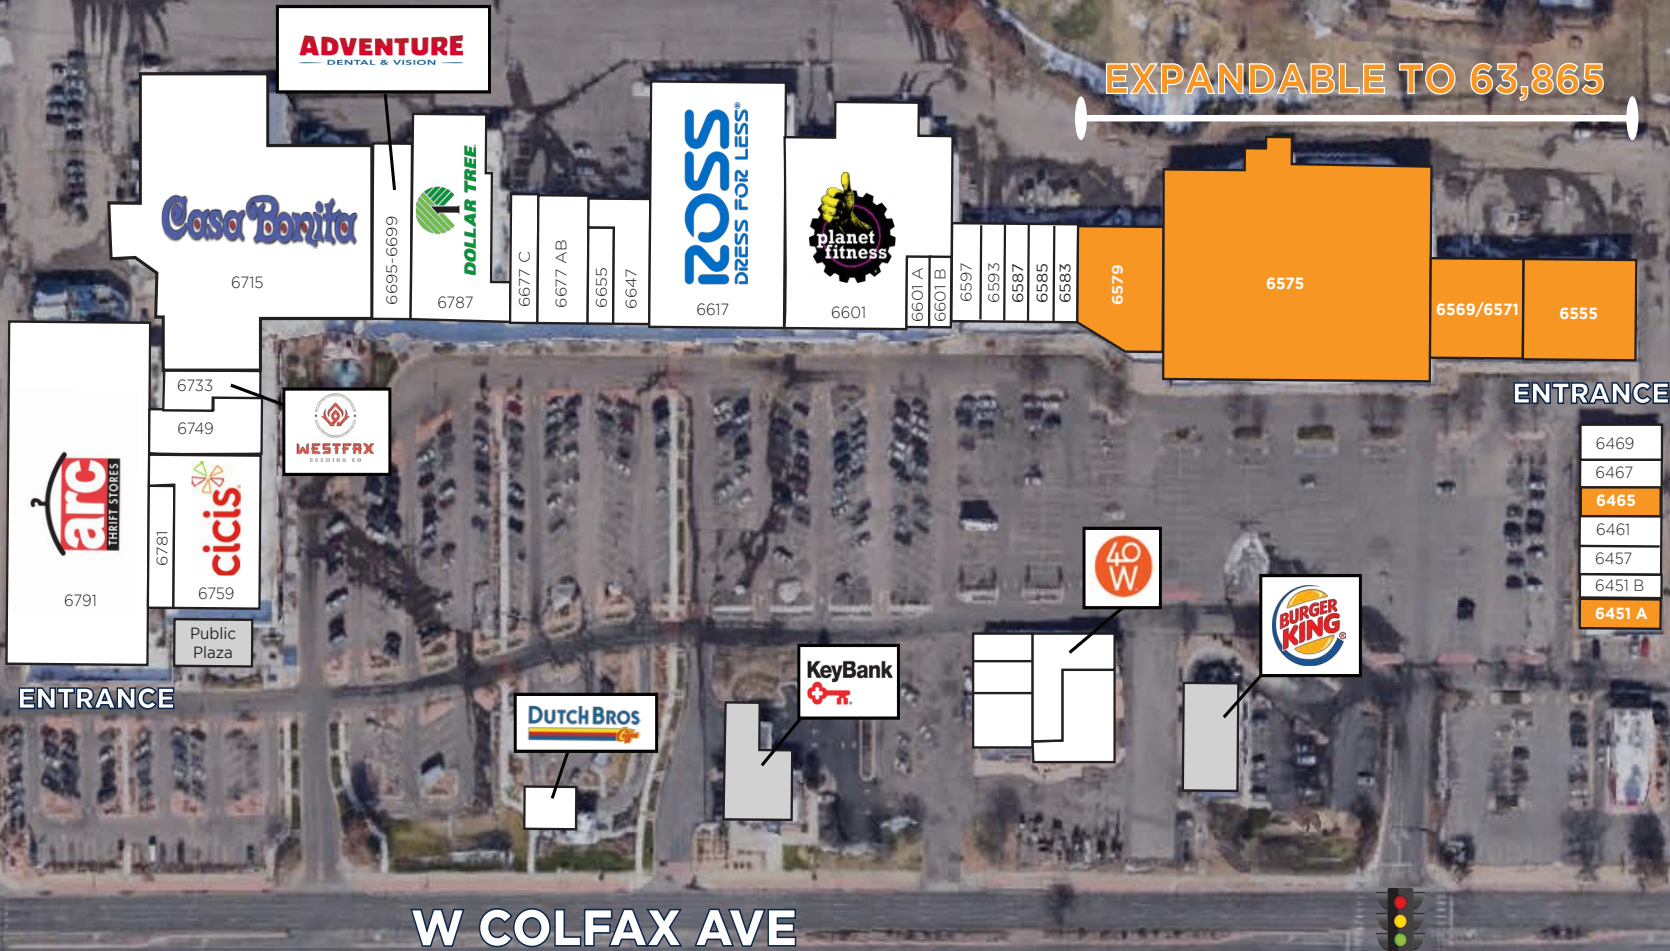 ADVENTURE
DENTAL & VISION
EXPANDABLE TO 63,865
Casa Bonita
6715
6695-6699
DOLLAR TREE
6787
6677 C
6677 AB
6655
6647
ROSS
DRESS FOR LESS®
6617
planet
fitness
6601
6601 A
6601 B
6597
6593
6587
6585
6583
6579
6575
6569/6571
6555
ENTRANCE
6733
6749
WESTFAX
BREWING CO
arc
THRIFT STORES
6791
6781
cicis
6759
Public
Plaza
ENTRANCE
6469
6467
6465
6461
6457
6451 B
6451 A
40
W
BURGER
KING®
KeyBank
DUTCH BROS
Coffee
W COLFAX AVE